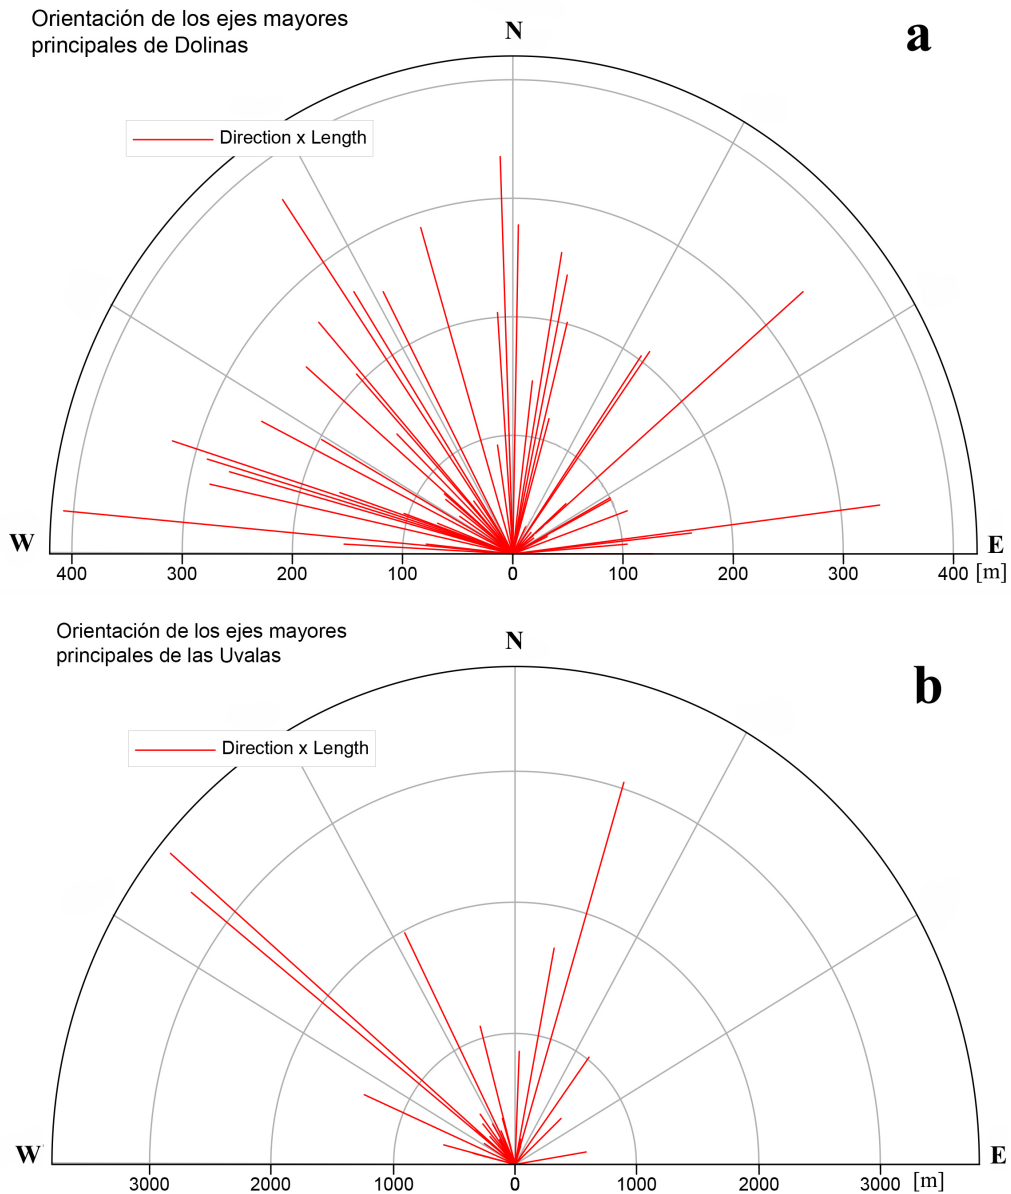 Orientación de los ejes mayores
principales de Dolinas
N
a
Direction x Length
W
E
400 300 200 100 0 100 200 300 400 [m]
Orientación de los ejes mayores
principales de las Uvalas
N
b
Direction x Length
W
E
3000 2000 1000 0 1000 2000 3000 [m]